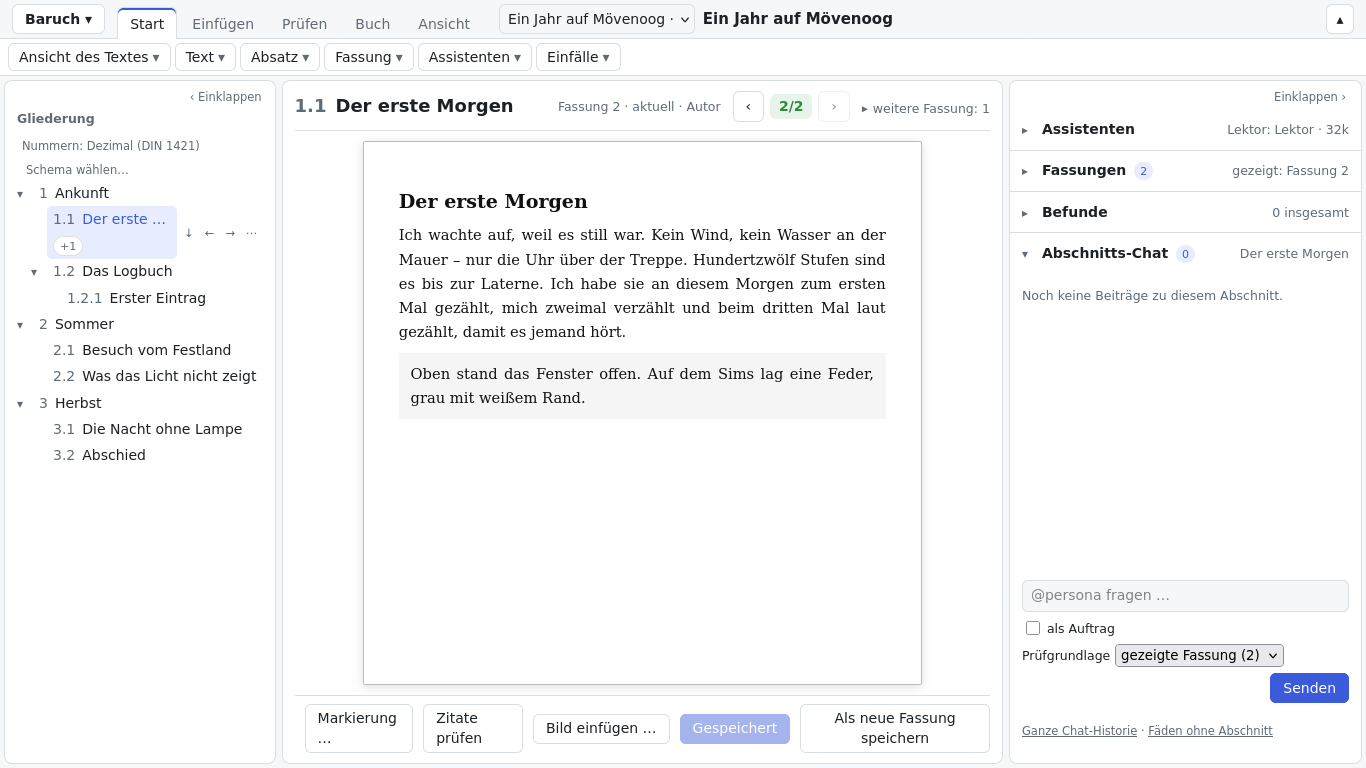 Baruch ▾
Start
Einfügen
Prüfen
Buch
Ansicht
Ein Jahr auf Mövenoog ·
Ein Jahr auf Mövenoog
▴
Ansicht des Textes ▾
Text ▾
Absatz ▾
Fassung ▾
Assistenten ▾
Einfälle ▾
‹ Einklappen
Gliederung
Nummern: Dezimal (DIN 1421)
Schema wählen…
▾ 1 Ankunft
1.1 Der erste … ↓ ← → ···
+1
▾ 1.2 Das Logbuch
1.2.1 Erster Eintrag
▾ 2 Sommer
2.1 Besuch vom Festland
2.2 Was das Licht nicht zeigt
▾ 3 Herbst
3.1 Die Nacht ohne Lampe
3.2 Abschied
1.1 Der erste Morgen
Fassung 2 · aktuell · Autor
‹ 2/2 ›
▸ weitere Fassung: 1
Der erste Morgen
Ich wachte auf, weil es still war. Kein Wind, kein Wasser an der
Mauer – nur die Uhr über der Treppe. Hundertzwölf Stufen sind
es bis zur Laterne. Ich habe sie an diesem Morgen zum ersten
Mal gezählt, mich zweimal verzählt und beim dritten Mal laut
gezählt, damit es jemand hört.
Oben stand das Fenster offen. Auf dem Sims lag eine Feder,
grau mit weißem Rand.
Markierung
…
Zitate
prüfen
Bild einfügen …
Gespeichert
Als neue Fassung
speichern
Einklappen ›
▸ Assistenten Lektor: Lektor · 32k
▸ Fassungen 2 gezeigt: Fassung 2
▸ Befunde 0 insgesamt
▾ Abschnitts-Chat 0 Der erste Morgen
Noch keine Beiträge zu diesem Abschnitt.
@persona fragen …
als Auftrag
Prüfgrundlage gezeigte Fassung (2)
Senden
Ganze Chat-Historie · Fäden ohne Abschnitt